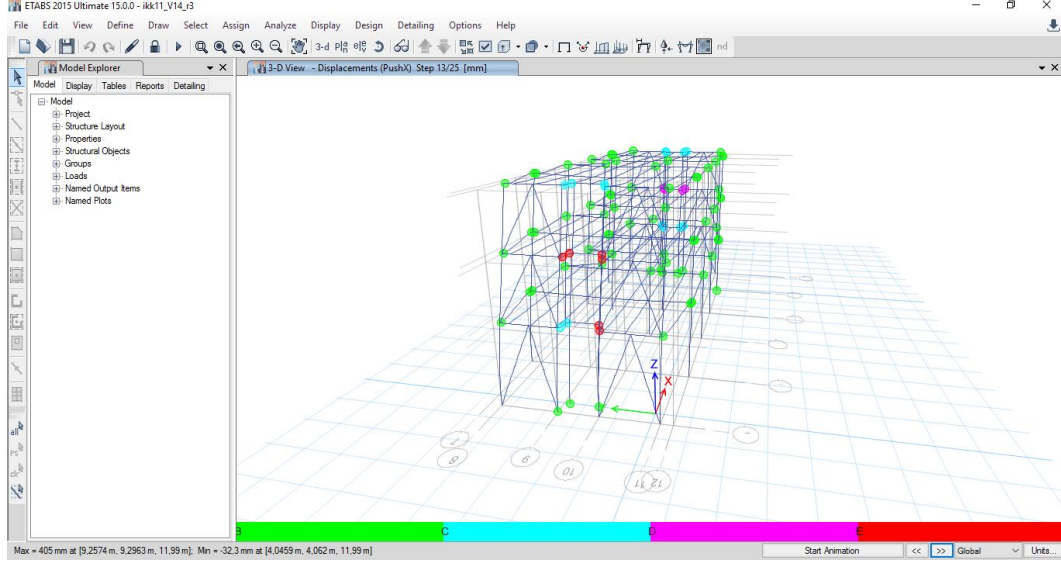 ETABS 2015 Ultimate 15.0.0 - ikk11_V14_r3
File Edit View Define Draw Select Assign Analyze Display Design Detailing Options Help
3-d nd
Model Explorer
3-D View - Displacements (PushX) Step 13/25 [mm]
Model Display Tables Reports Detailing
Model
Project
Structure Layout
Properties
Structural Objects
Groups
Loads
Named Output Items
Named Plots
Z
X
7
8
9
10
11
12
all
B C D E
Max = 405 mm at [9,2574 m, 9,2963 m, 11,99 m]; Min = -32,3 mm at [4,0459 m, 4,062 m, 11,99 m]
Start Animation << >> Global Units...